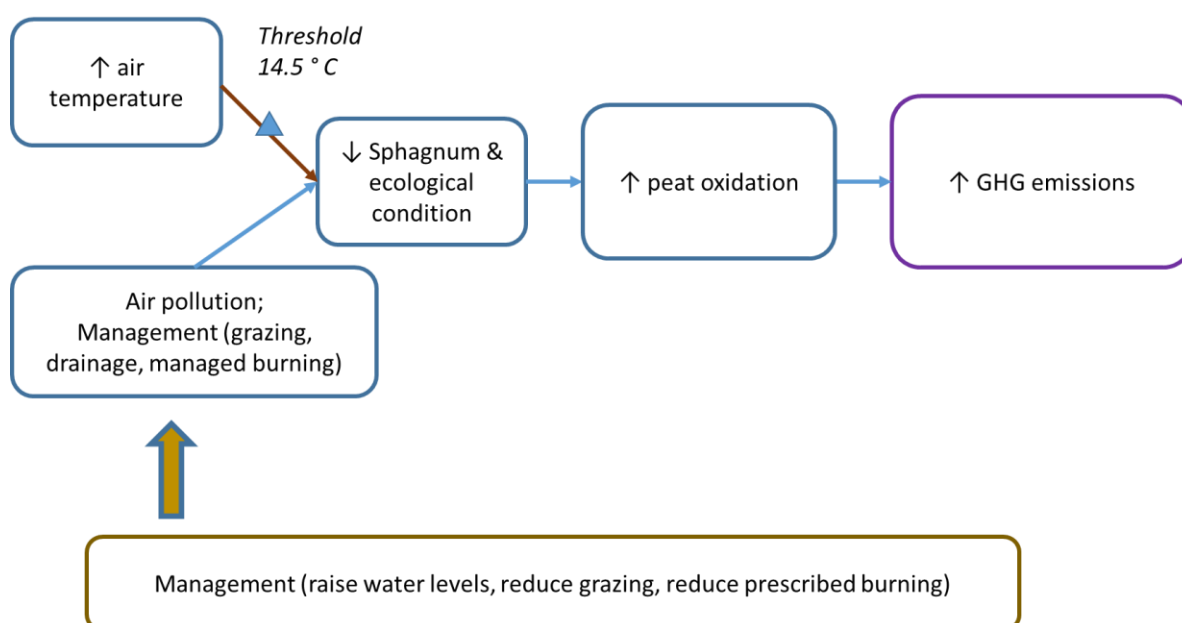 ↑ air
temperature
Threshold
14.5 ° C
↓ Sphagnum &
ecological
condition
↑ peat oxidation
↑ GHG emissions
Air pollution;
Management (grazing,
drainage, managed burning)
Management (raise water levels, reduce grazing, reduce prescribed burning)